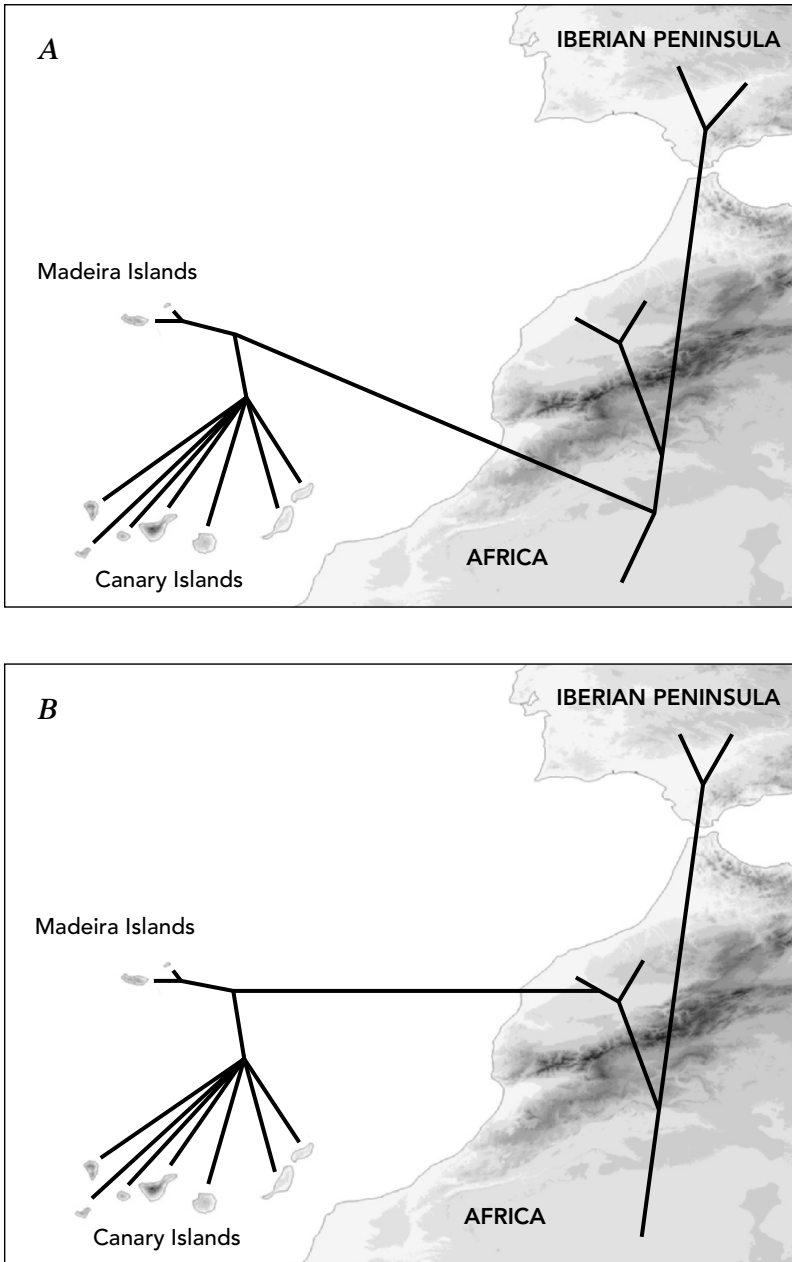 A
IBERIAN PENINSULA
Madeira Islands
AFRICA
Canary Islands
B
IBERIAN PENINSULA
Madeira Islands
AFRICA
Canary Islands